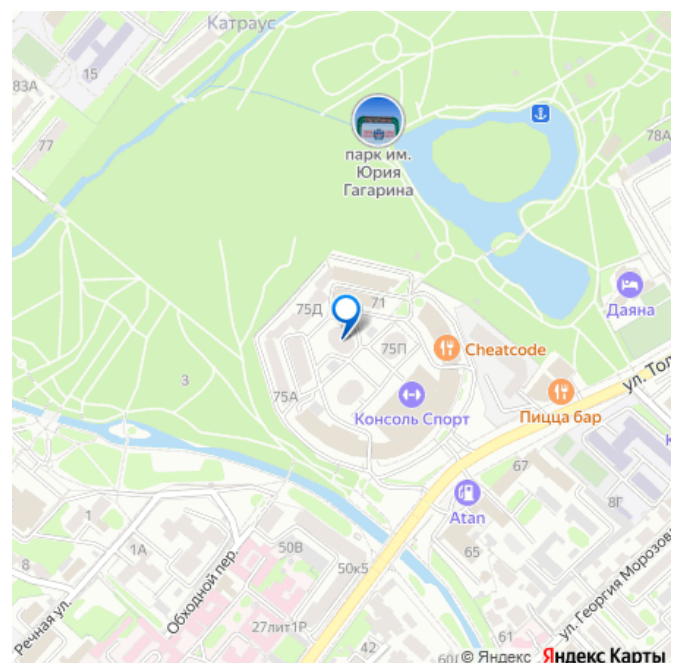 Катраус
15
83А
77
парк им.
Юрия
Гагарина
78А
Даяна
75Д
71
75П
Cheatcode
ул. Тол
3
75А
Консоль Спорт
Пицца бар
К
67
8Г
Atan
1
1А
50В
65
8
Обходной пер.
50к5
ул. Георгия Морозова
Речная ул.
27лит1Р
42
61
© Яндекс Яндекс Карты